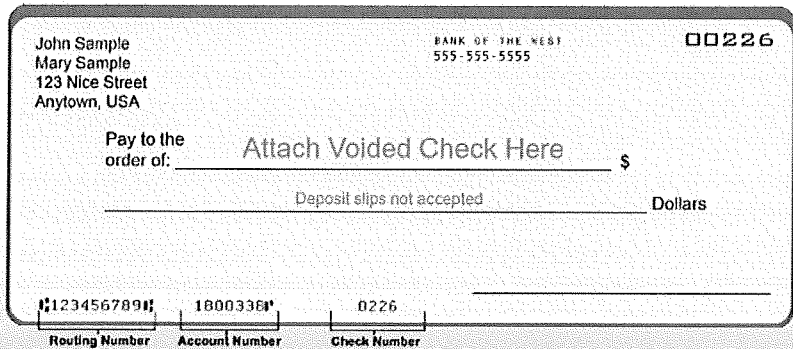 John Sample
Mary Sample
123 Nice Street
Anytown, USA
BANK OF THE WEST
555-555-5555
00226
Pay to the
order of: Attach Voided Check Here $
Deposit slips not accepted Dollars
⑆123456789⑆ 1800338⑈ 0226
Routing Number Account Number Check Number